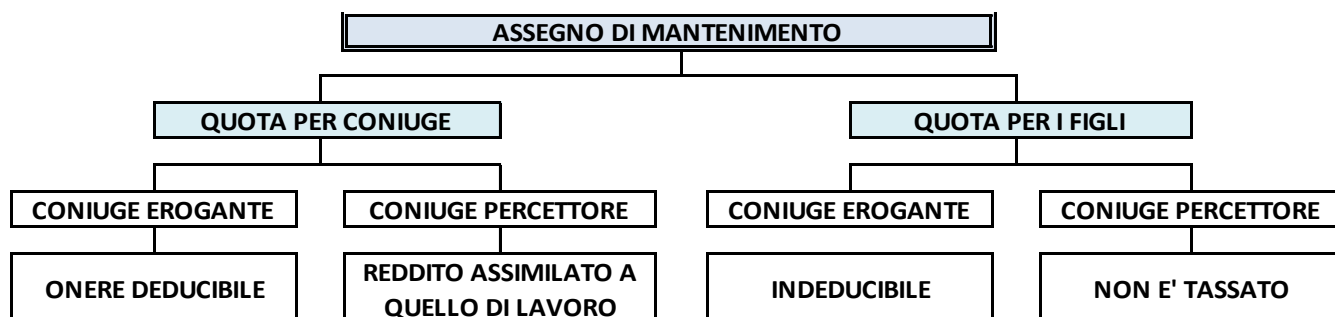 ASSEGNO DI MANTENIMENTO
QUOTA PER CONIUGE
QUOTA PER I FIGLI
CONIUGE EROGANTE
CONIUGE PERCETTORE
CONIUGE EROGANTE
CONIUGE PERCETTORE
ONERE DEDUCIBILE
REDDITO ASSIMILATO A
QUELLO DI LAVORO
INDEDUCIBILE
NON E' TASSATO